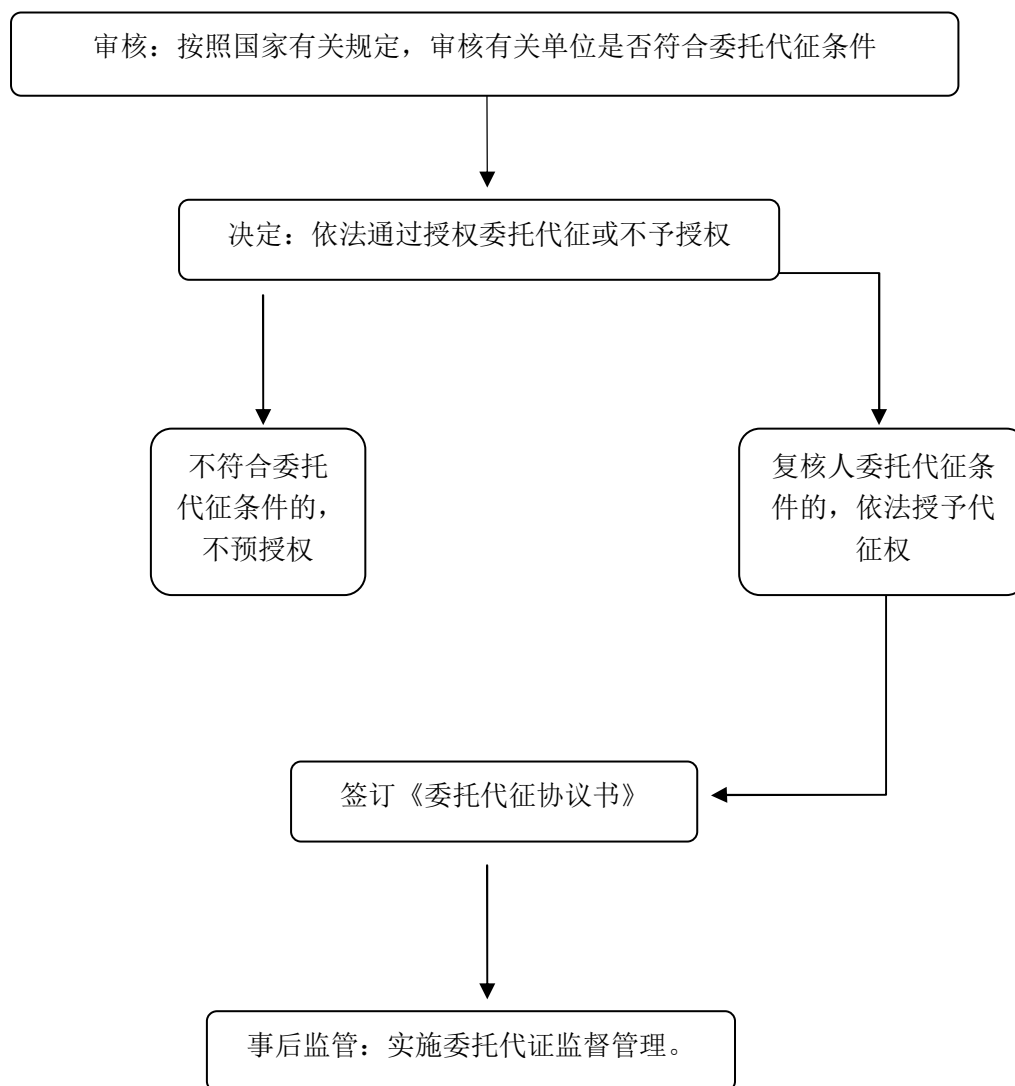 审核：按照国家有关规定，审核有关单位是否符合委托代征条件
决定：依法通过授权委托代征或不予授权
不符合委托
代征条件的，
不预授权
复核人委托代征条
件的，依法授予代
征权
签订《委托代征协议书》
事后监管：实施委托代证监督管理。